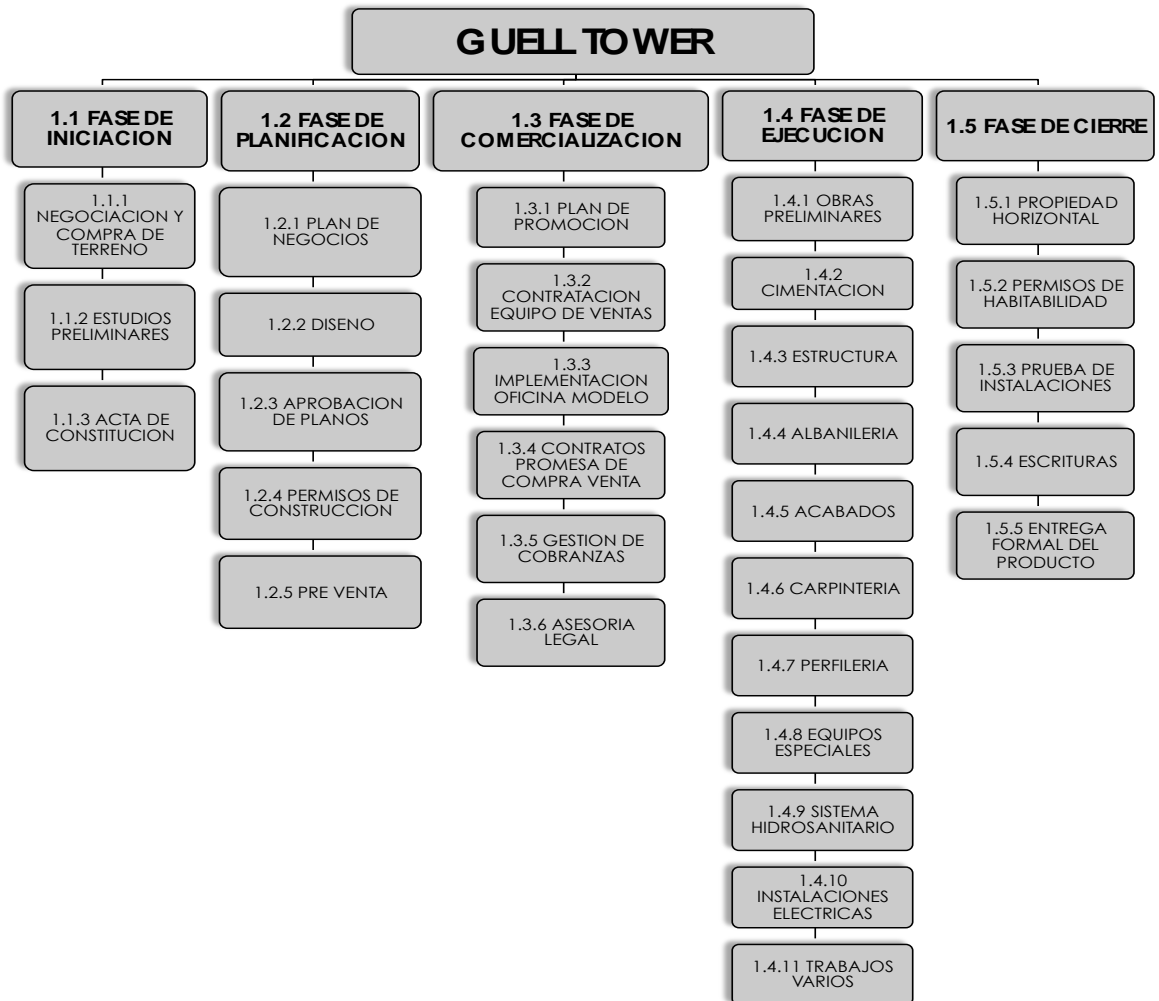 GUELL TOWER
1.1 FASE DE
INICIACION
1.1.1
NEGOCIACION Y
COMPRA DE
TERRENO
1.1.2 ESTUDIOS
PRELIMINARES
1.1.3 ACTA DE
CONSTITUCION
1.2 FASE DE
PLANIFICACION
1.2.1 PLAN DE
NEGOCIOS
1.2.2 DISENO
1.2.3 APROBACION
DE PLANOS
1.2.4 PERMISOS DE
CONSTRUCCION
1.2.5 PRE VENTA
1.3 FASE DE
COMERCIALIZACION
1.3.1 PLAN DE
PROMOCION
1.3.2
CONTRATACION
EQUIPO DE VENTAS
1.3.3
IMPLEMENTACION
OFICINA MODELO
1.3.4 CONTRATOS
PROMESA DE
COMPRA VENTA
1.3.5 GESTION DE
COBRANZAS
1.3.6 ASESORIA
LEGAL
1.4 FASE DE
EJECUCION
1.4.1 OBRAS
PRELIMINARES
1.4.2
CIMENTACION
1.4.3 ESTRUCTURA
1.4.4 ALBANILERIA
1.4.5 ACABADOS
1.4.6 CARPINTERIA
1.4.7 PERFILERIA
1.4.8 EQUIPOS
ESPECIALES
1.4.9 SISTEMA
HIDROSANITARIO
1.4.10
INSTALACIONES
ELECTRICAS
1.4.11 TRABAJOS
VARIOS
1.5 FASE DE CIERRE
1.5.1 PROPIEDAD
HORIZONTAL
1.5.2 PERMISOS DE
HABITABILIDAD
1.5.3 PRUEBA DE
INSTALACIONES
1.5.4 ESCRITURAS
1.5.5 ENTREGA
FORMAL DEL
PRODUCTO